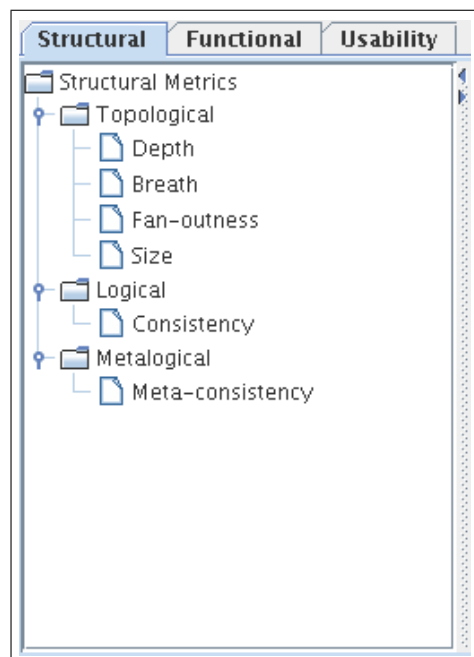 Structural Functional Usability
Structural Metrics
Topological
Depth
Breath
Fan-outness
Size
Logical
Consistency
Metalogical
Meta-consistency